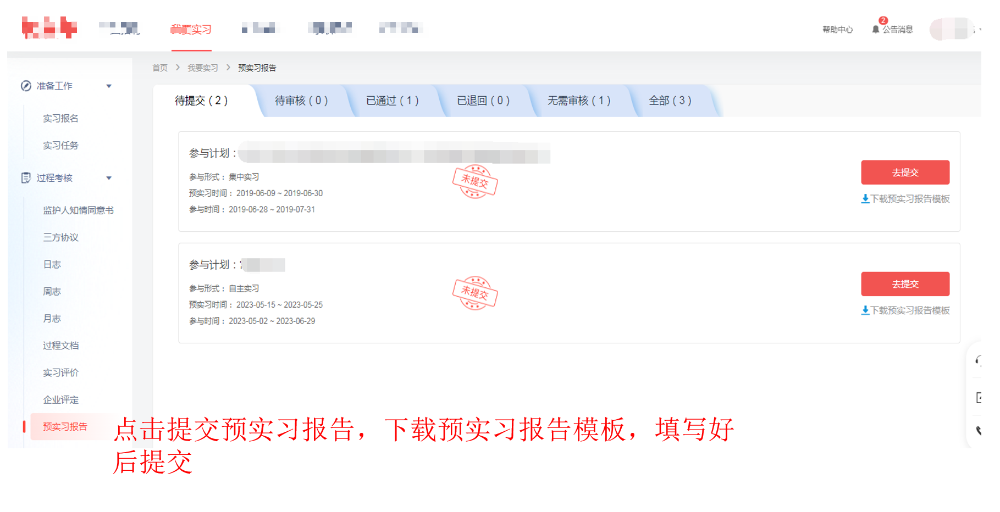 我要实习
帮助中心
2
公告消息
首页 > 我要实习 > 预实习报告
准备工作
实习报名
实习任务
过程考核
监护人知情同意书
三方协议
日志
周志
月志
过程文档
实习评价
企业评定
预实习报告
待提交 ( 2 )
待审核 ( 0 )
已通过 ( 1 )
已退回 ( 0 )
无需审核 ( 1 )
全部 ( 3 )
参与计划 :
参与形式 : 集中实习
预实习时间 : 2019-06-09 ~ 2019-06-30
参与时间 : 2019-06-28 ~ 2019-07-31
未提交
去提交
下载预实习报告模板
参与计划 :
参与形式 : 自主实习
预实习时间 : 2023-05-15 ~ 2023-05-25
参与时间 : 2023-05-02 ~ 2023-06-29
未提交
去提交
下载预实习报告模板
点击提交预实习报告，下载预实习报告模板，填写好
后提交